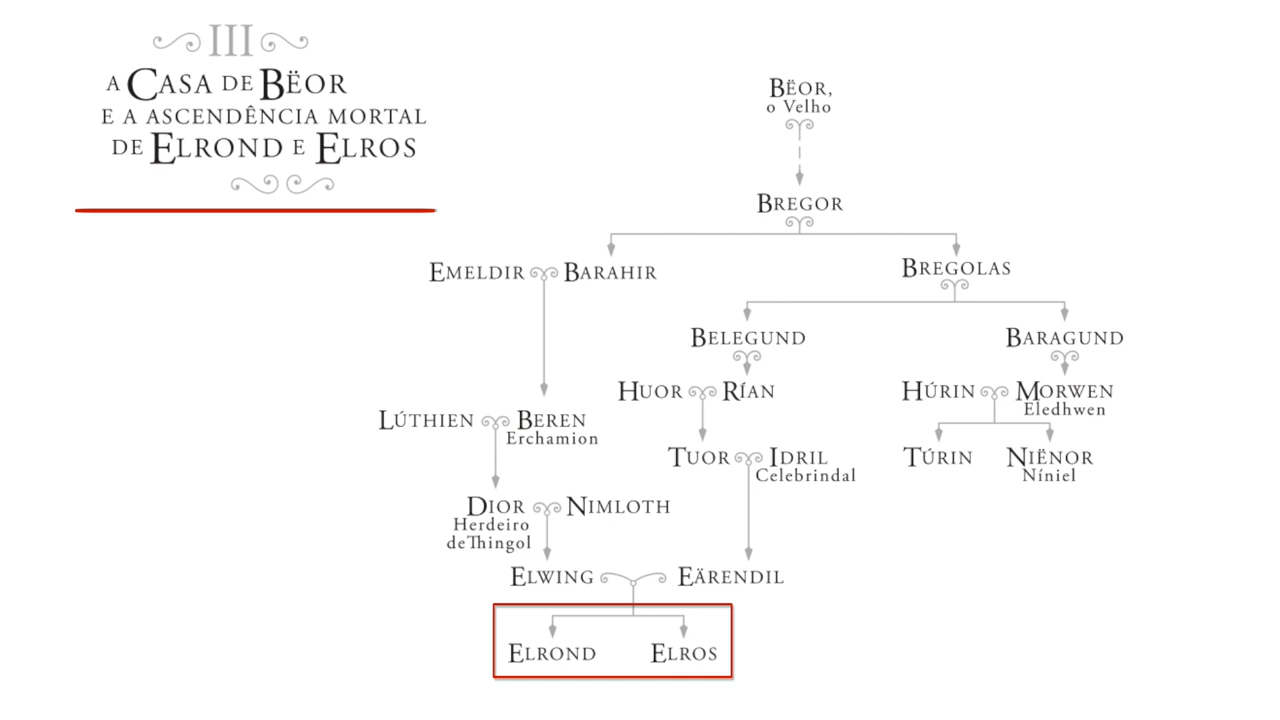 III
A CASA DE BËOR
E A ASCENDÊNCIA MORTAL
DE ELROND E ELROS
BËOR,
o Velho
BREGOR
EMELDIR BARAHIR
BREGOLAS
BELEGUND
BARAGUND
HUOR RÍAN
HÚRIN MORWEN
Eledhwen
LÚTHIEN BEREN
Erchamion
TUOR IDRIL
Celebrindal
TÚRIN NIËNOR
Níniel
DIOR NIMLOTH
Herdeiro
deThingol
ELWING EÄRENDIL
ELROND ELROS